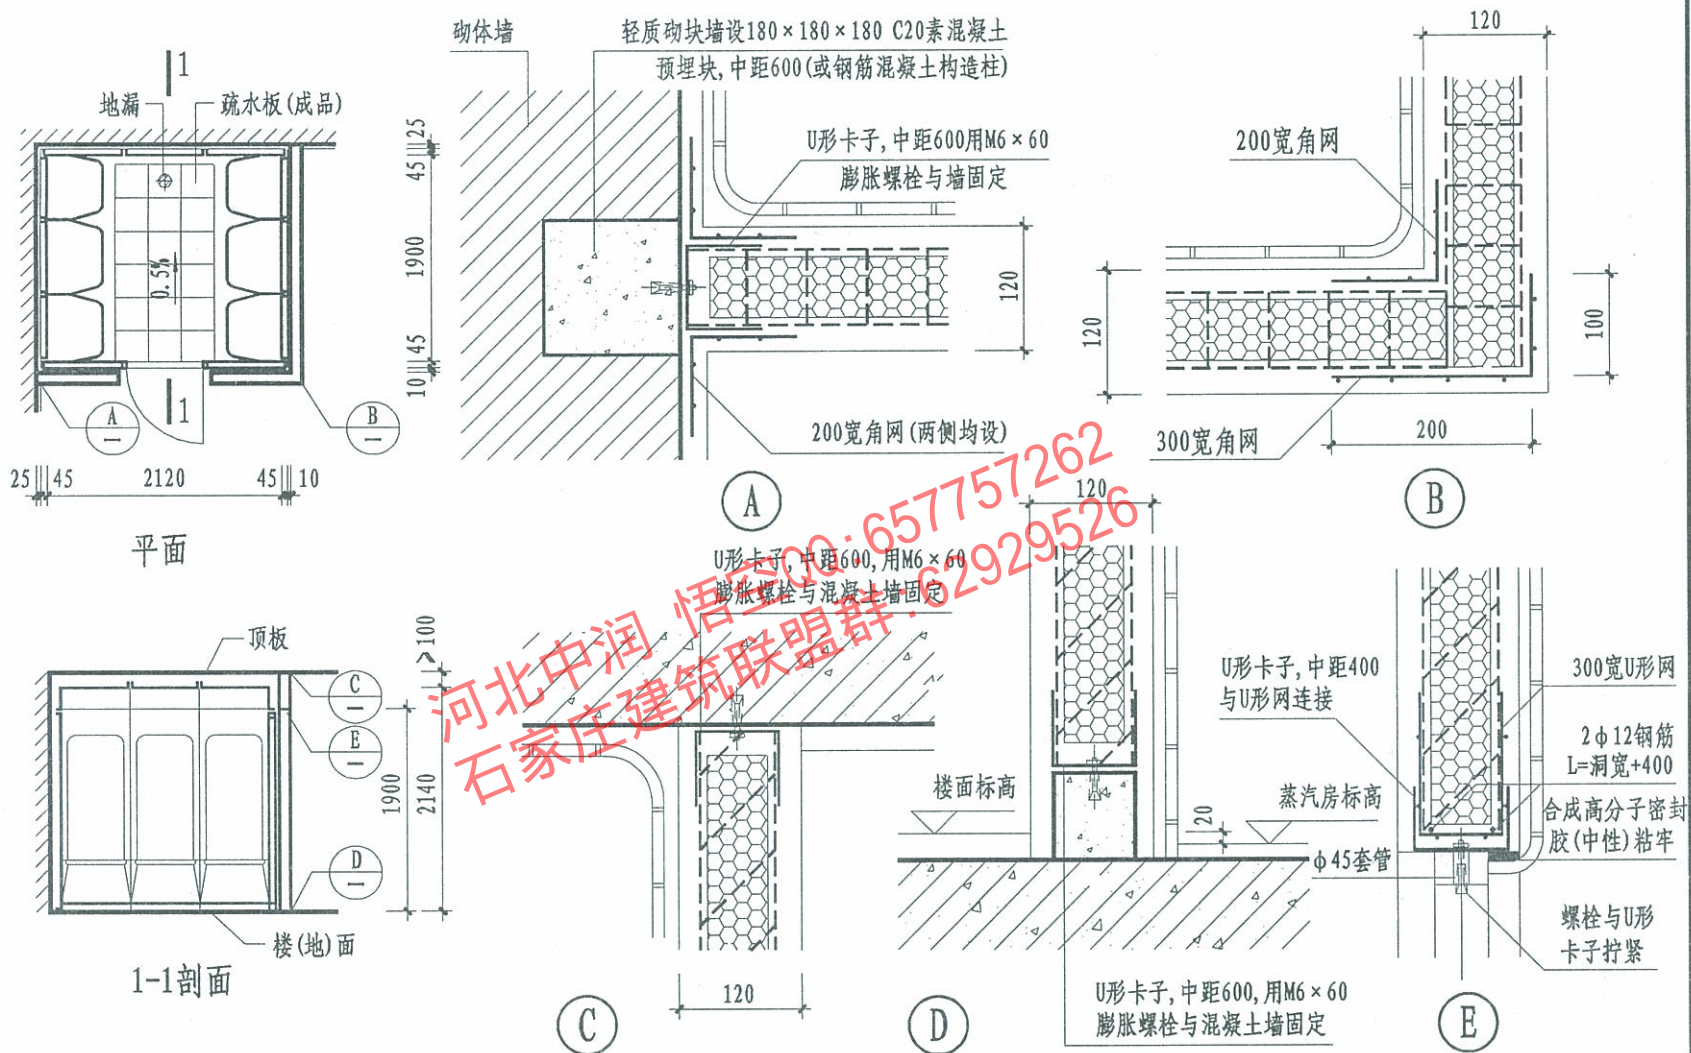 1
地漏
疏水板(成品)
0.5%
25
45
1900
45
10
1
A
B
25
45
2120
45
10
平面
砌体墙
轻质砌块墙设180×180×180 C20素混凝土
预埋块,中距600(或钢筋混凝土构造柱)
U形卡子,中距600用M6×60
膨胀螺栓与墙固定
120
200宽角网(两侧均设)
A
120
200宽角网
120
100
300宽角网
200
B
顶板
>100
C
E
1900
2140
D
楼(地)面
1-1剖面
U形卡子,中距600,用M6×60
膨胀螺栓与混凝土墙固定
120
C
120
楼面标高
蒸汽房标高
20
U形卡子,中距600,用M6×60
膨胀螺栓与混凝土墙固定
D
U形卡子,中距400
与U形网连接
300宽U形网
2φ12钢筋
L=洞宽+400
合成高分子密封
胶(中性)粘牢
φ45套管
螺栓与U形
卡子拧紧
E
河北中润 悟空QQ:657757262
石家庄建筑联盟群:62929526